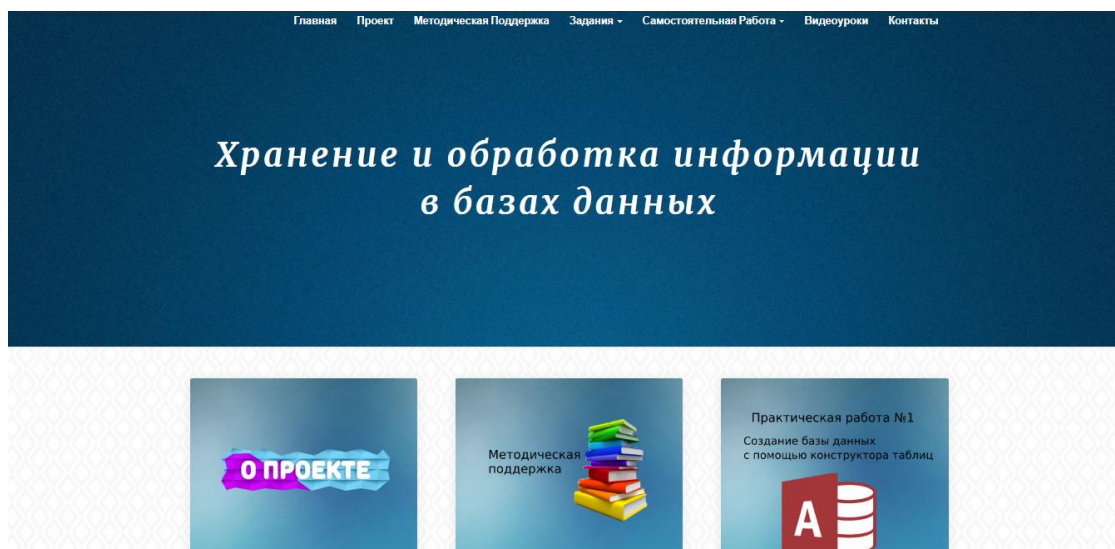 Главная Проект Методическая Поддержка Задания Самостоятельная Работа Видеоуроки Контакты
Хранение и обработка информации
в базах данных
О ПРОЕКТЕ
Методическая
поддержка
Практическая работа №1
Создание базы данных
с помощью конструктора таблиц
A